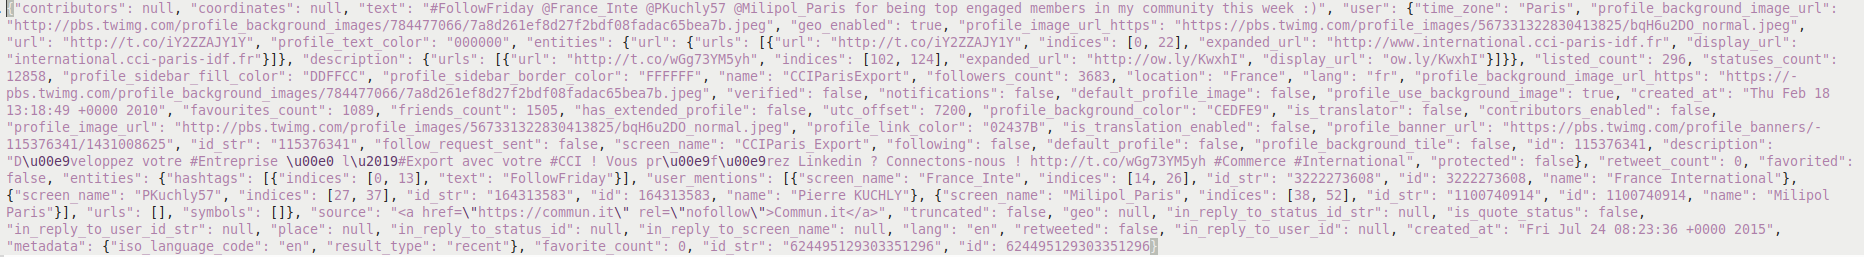 {"contributors": null, "coordinates": null, "text": "#FollowFriday @France_Inte @PKuchly57 @Milipol_Paris for being top engaged members in my community this week :)", "user": {"time_zone": "Paris", "profile_background_image_url":
"http://pbs.twimg.com/profile_background_images/784477066/7a8d261ef8d27f2bdf08fadac65bea7b.jpeg", "geo_enabled": true, "profile_image_url_https": "https://pbs.twimg.com/profile_images/567331322830413825/bqH6u2DO_normal.jpeg",
"url": "http://t.co/iY2ZZAJY1Y", "profile_text_color": "000000", "entities": {"url": {"urls": [{"url": "http://t.co/iY2ZZAJY1Y", "indices": [0, 22], "expanded_url": "http://www.international.cci-paris-idf.fr", "display_url":
"international.cci-paris-idf.fr"}]}, "description": {"urls": [{"url": "http://t.co/wGg73YM5yh", "indices": [102, 124], "expanded_url": "http://ow.ly/KwxhI", "display_url": "ow.ly/KwxhI"}]}}, "listed_count": 296, "statuses_count":
12858, "profile_sidebar_fill_color": "DDFFCC", "profile_sidebar_border_color": "FFFFFF", "name": "CCIParisExport", "followers_count": 3683, "location": "France", "lang": "fr", "profile_background_image_url_https": "https://-
pbs.twimg.com/profile_background_images/784477066/7a8d261ef8d27f2bdf08fadac65bea7b.jpeg", "verified": false, "notifications": false, "default_profile_image": false, "profile_use_background_image": true, "created_at": "Thu Feb 18
13:18:49 +0000 2010", "favourites_count": 1089, "friends_count": 1505, "has_extended_profile": false, "utc_offset": 7200, "profile_background_color": "CEDFE9", "is_translator": false, "contributors_enabled": false,
"profile_image_url": "http://pbs.twimg.com/profile_images/567331322830413825/bqH6u2DO_normal.jpeg", "profile_link_color": "02437B", "is_translation_enabled": false, "profile_banner_url": "https://pbs.twimg.com/profile_banners/-
115376341/1431008625", "id_str": "115376341", "follow_request_sent": false, "screen_name": "CCIParis_Export", "following": false, "default_profile": false, "profile_background_tile": false, "id": 115376341, "description":
"D\u00e9veloppez votre #Entreprise \u00e0 l\u2019#Export avec votre #CCI ! Vous pr\u00e9f\u00e9rez Linkedin ? Connectons-nous ! http://t.co/wGg73YM5yh #Commerce #International", "protected": false}, "retweet_count": 0, "favorited":
false, "entities": {"hashtags": [{"indices": [0, 13], "text": "FollowFriday"}], "user_mentions": [{"screen_name": "France_Inte", "indices": [14, 26], "id_str": "3222273608", "id": 3222273608, "name": "France International"},
{"screen_name": "PKuchly57", "indices": [27, 37], "id_str": "164313583", "id": 164313583, "name": "Pierre KUCHLY"}, {"screen_name": "Milipol_Paris", "indices": [38, 52], "id_str": "1100740914", "id": 1100740914, "name": "Milipol
Paris"}], "urls": [], "symbols": []}, "source": "<a href=\"https://commun.it\" rel=\"nofollow\">Commun.it</a>", "truncated": false, "geo": null, "in_reply_to_status_id_str": null, "is_quote_status": false,
"in_reply_to_user_id_str": null, "place": null, "in_reply_to_status_id": null, "in_reply_to_screen_name": null, "lang": "en", "retweeted": false, "in_reply_to_user_id": null, "created_at": "Fri Jul 24 08:23:36 +0000 2015",
"metadata": {"iso_language_code": "en", "result_type": "recent"}, "favorite_count": 0, "id_str": "624495129303351296", "id": 624495129303351296}